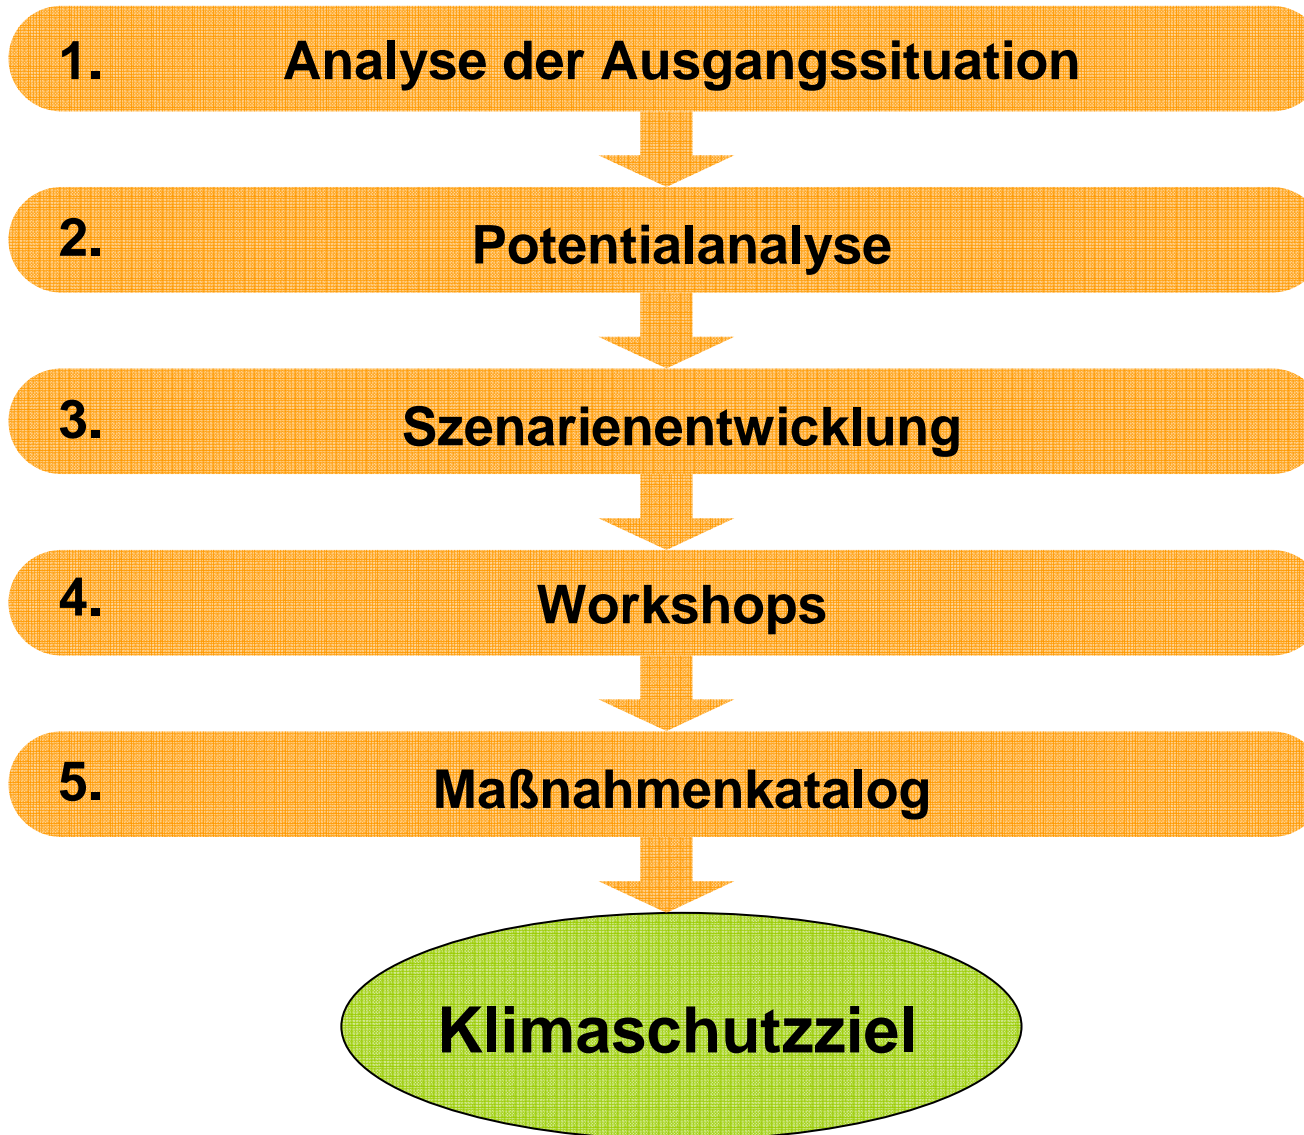 1. Analyse der Ausgangssituation
2. Potentialanalyse
3. Szenarienentwicklung
4. Workshops
5. Maßnahmenkatalog
Klimaschutzziel